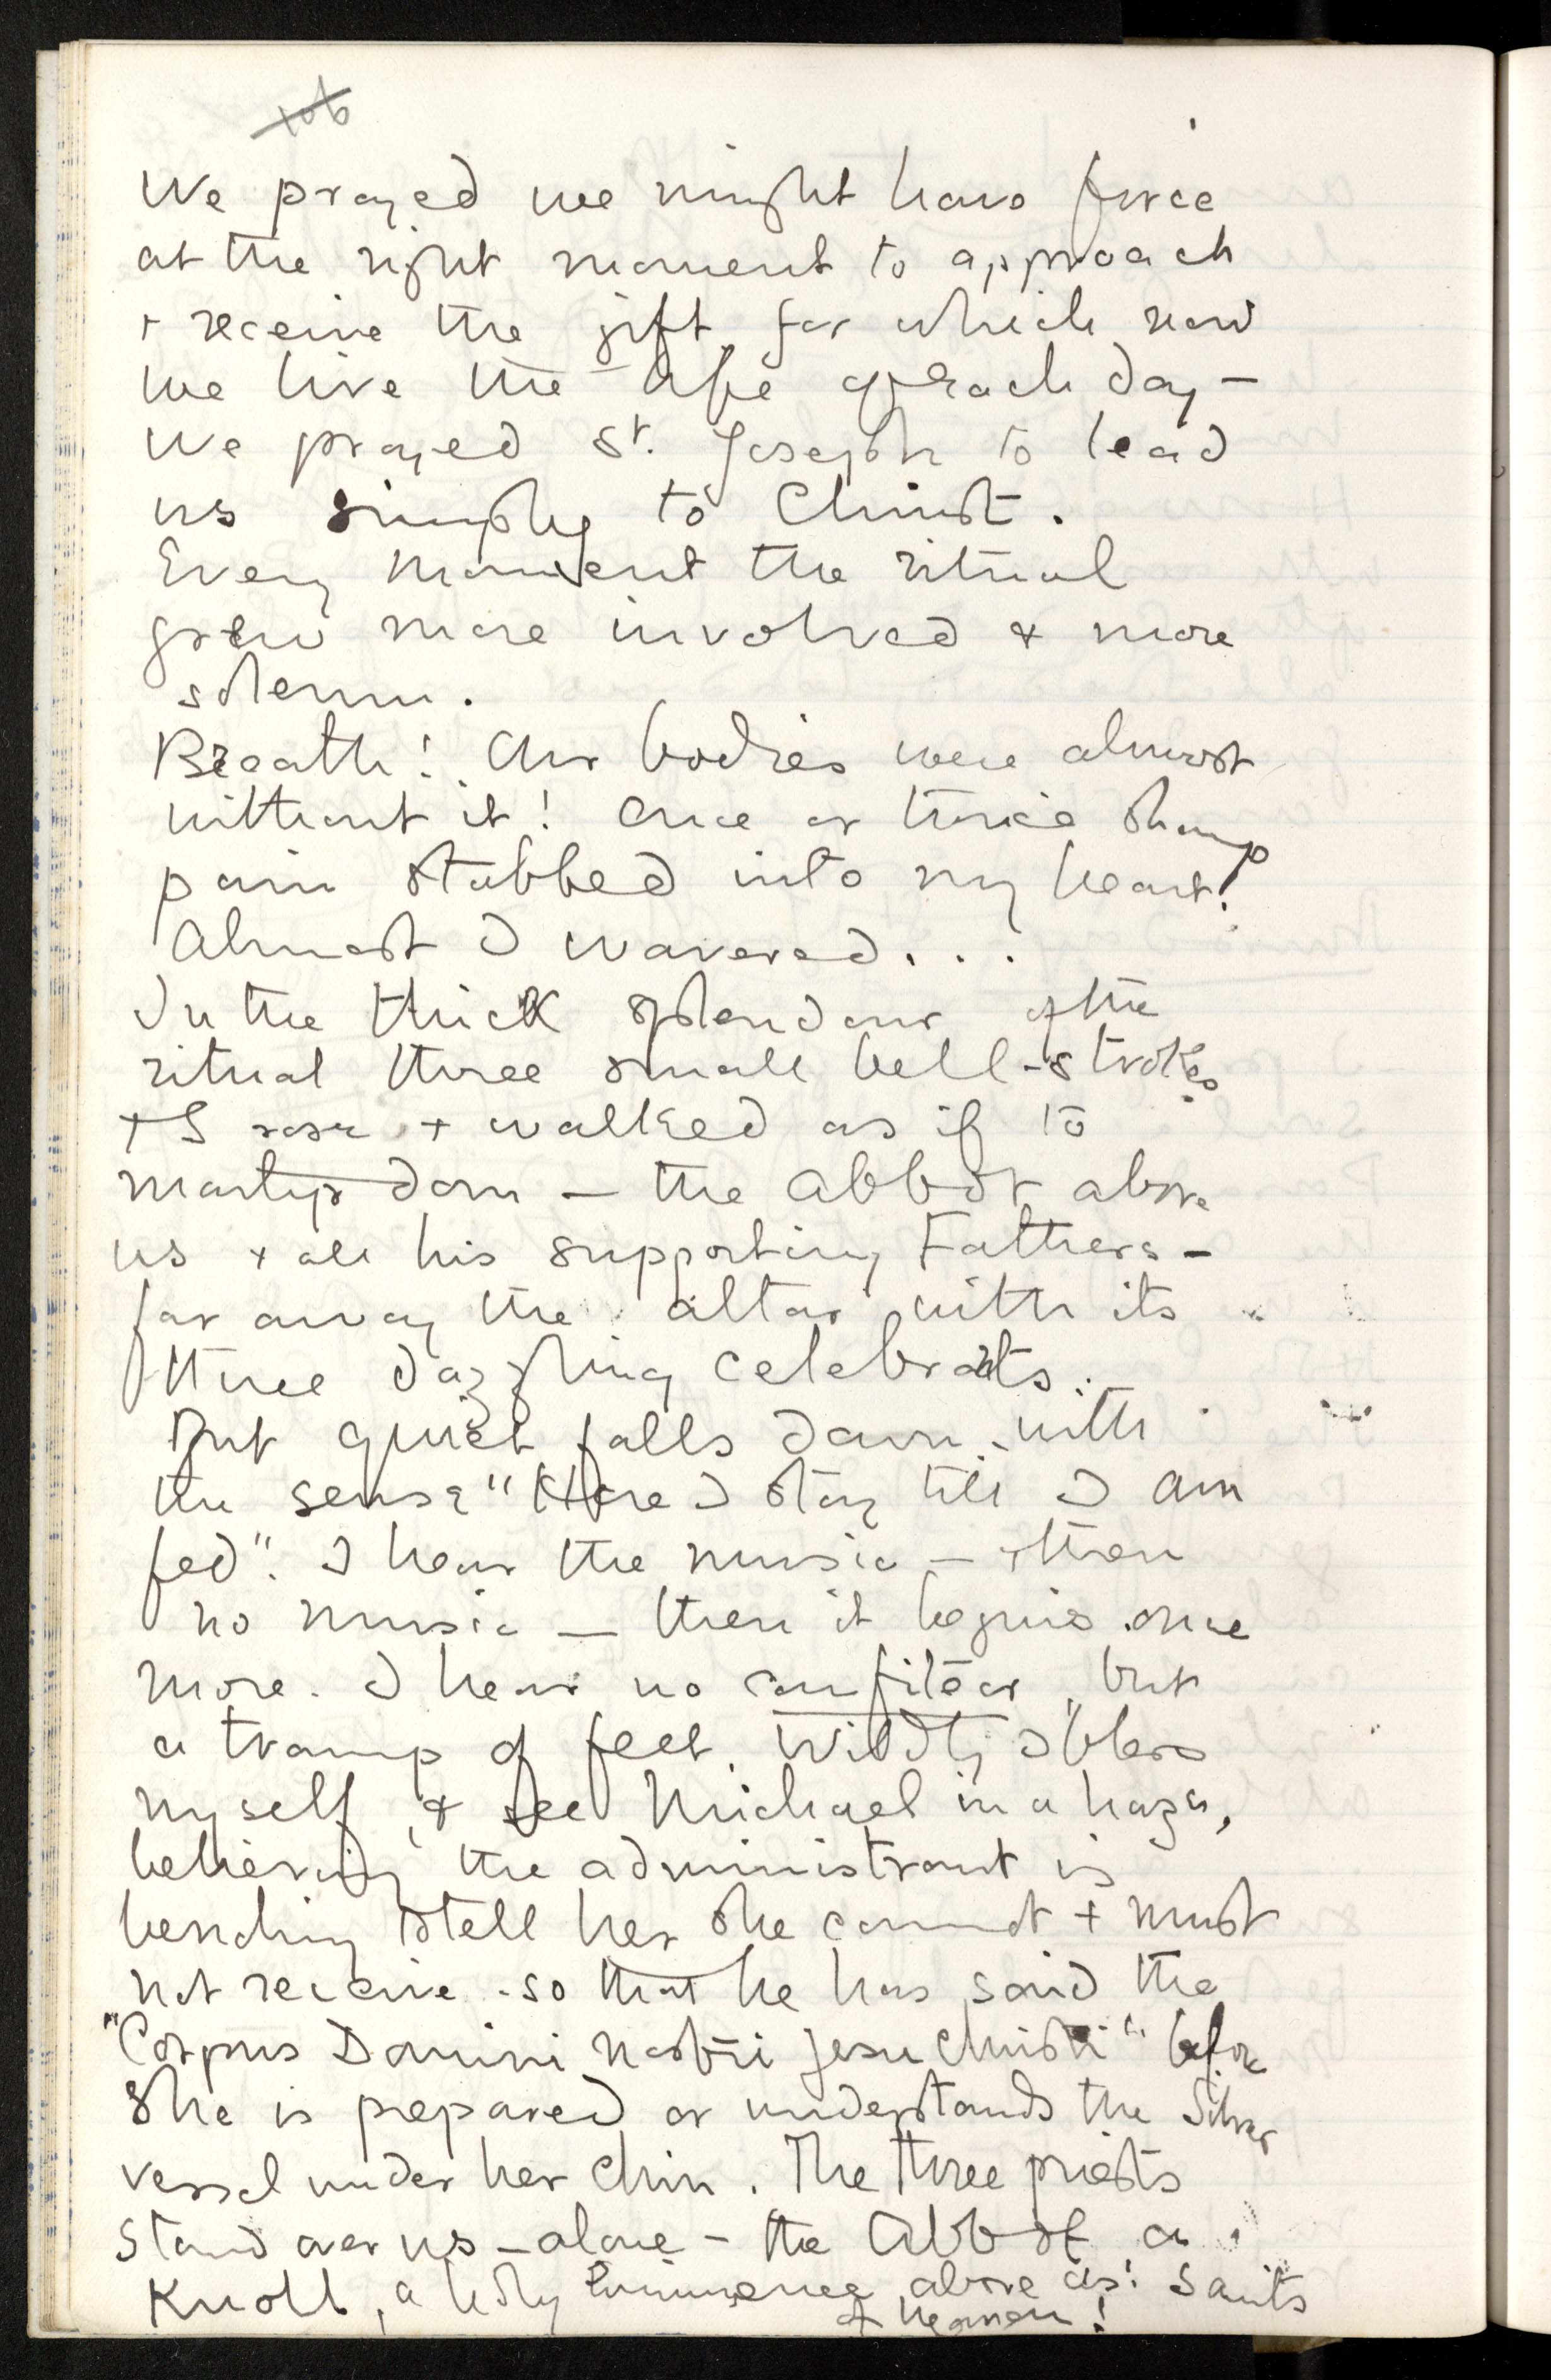 We prayed we might have force
at the right moment to approach
+ receive the gift for which now
we live the life of each day –
We prayed St. Joseph to lead
us simply to Christ.
Every moment the ritual
grew more involved & more
solemn.
Breath! Our bodies were almost
without it! Once or twice sharp
pain stabbed into my heart!
Almost I wavered...
In the thick splendour of the
ritual three small bell-strokes
+ I rose + walked as if to
martyrdom – the Abbot above
us + all his supporting Fathers –
far away the altar with its
three dazzling celebrants.
But quiet falls down with
the sense "Here I stay till I am
fed". I hear the music – then
no music – then it begins once
more. I hear no confiteor, but
a tramp of feet. Wildly I bless
myself, & see Michael in a haze,
believing the administrant is
bending to tell her she cannot + must
not receive – so that he has said the
"Corpus Domini nostri Jesu Christi" before
She is prepared or understands the Silver
vessel under her chin. The three priests
stand over us – alone – the Abbot a
Knoll, a holy Eminence above us! Saints
of heaven!